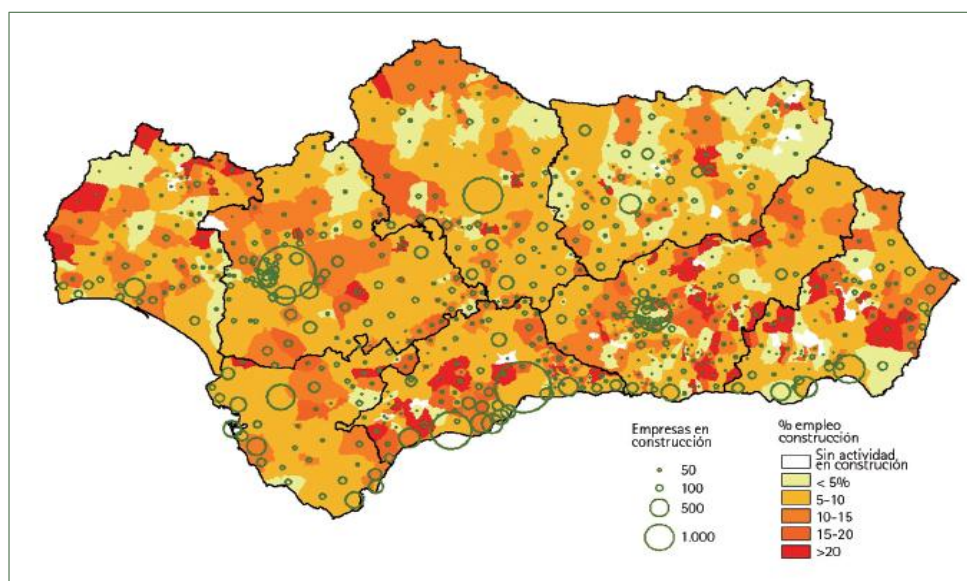 Empresas en
construcción
50
100
500
1.000
% empleo
construcción
Sin actividad
en construción
< 5%
5-10
10-15
15-20
>20